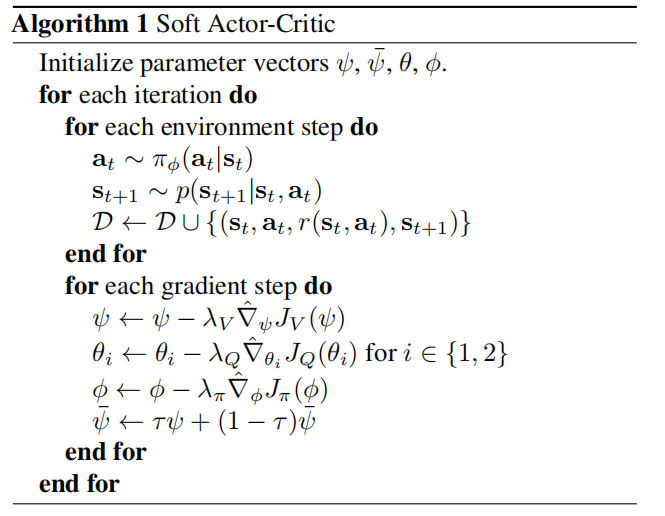 Algorithm 1 Soft Actor-Critic
Initialize parameter vectors ψ, ψ̄, θ, ϕ.
for each iteration do
for each environment step do
a_t ∼ π_ϕ(a_t|s_t)
s_{t+1} ∼ p(s_{t+1}|s_t, a_t)
𝒟 ← 𝒟 ∪ {(s_t, a_t, r(s_t, a_t), s_{t+1})}
end for
for each gradient step do
ψ ← ψ − λ_V ∇̂_ψ J_V(ψ)
θ_i ← θ_i − λ_Q ∇̂_{θ_i} J_Q(θ_i) for i ∈ {1, 2}
ϕ ← ϕ − λ_π ∇̂_ϕ J_π(ϕ)
ψ̄ ← τψ + (1 − τ)ψ̄
end for
end for